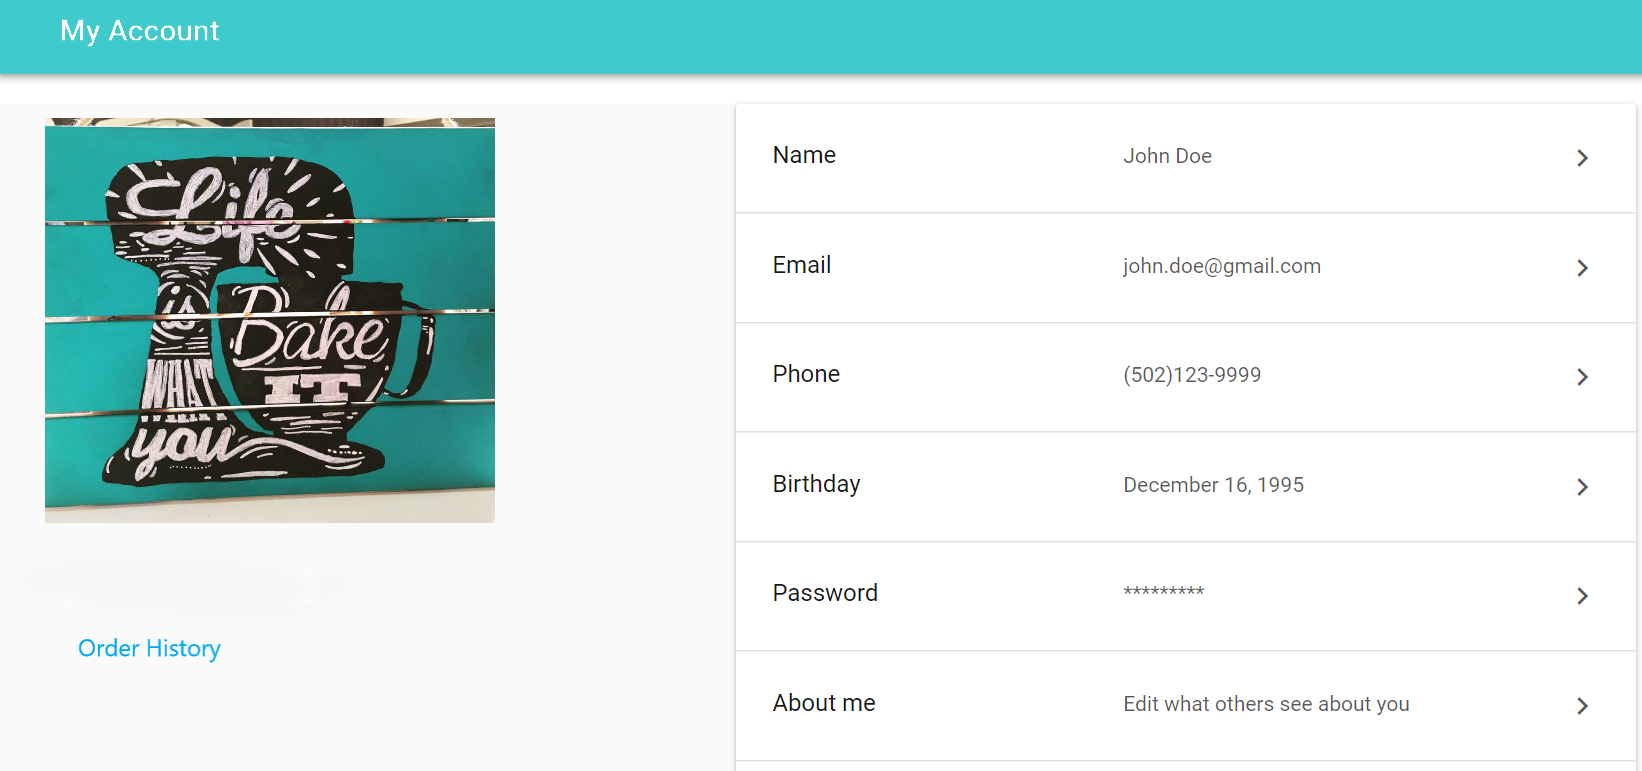 My Account
Life
is
Bake
WHAT
IT
you
Order History
Name John Doe
Email john.doe@gmail.com
Phone (502)123-9999
Birthday December 16, 1995
Password *********
About me Edit what others see about you